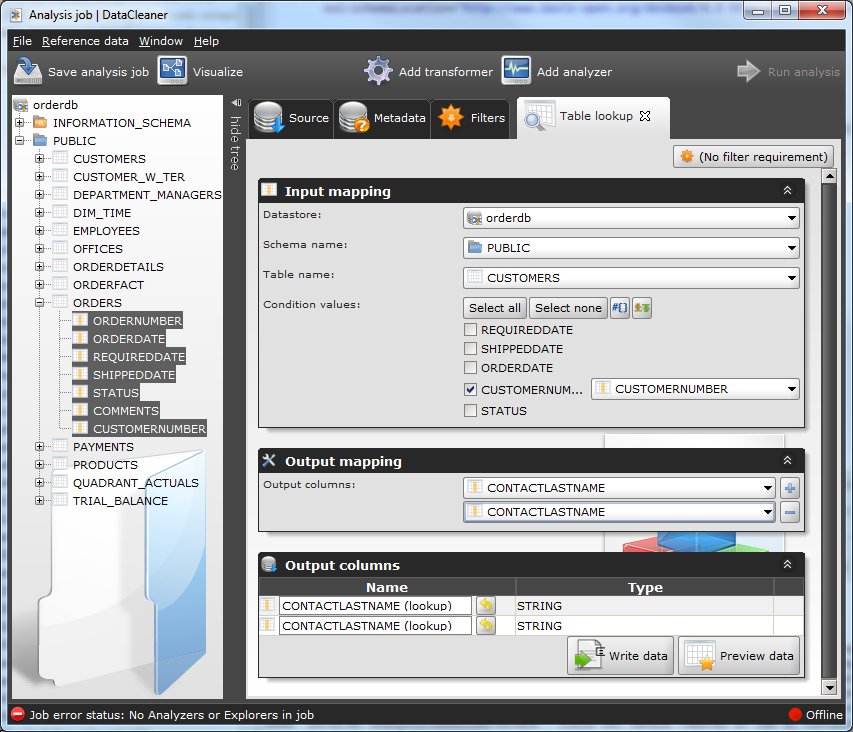 Analysis job | DataCleaner
File Reference data Window Help
Save analysis job Visualize Add transformer Add analyzer Run analysis
orderdb
INFORMATION_SCHEMA
PUBLIC
CUSTOMERS
CUSTOMER_W_TER
DEPARTMENT_MANAGERS
DIM_TIME
EMPLOYEES
OFFICES
ORDERDETAILS
ORDERFACT
ORDERS
ORDERNUMBER
ORDERDATE
REQUIREDDATE
SHIPPEDDATE
STATUS
COMMENTS
CUSTOMERNUMBER
PAYMENTS
PRODUCTS
QUADRANT_ACTUALS
TRIAL_BALANCE
hide tree
Source Metadata Filters Table lookup
(No filter requirement)
Input mapping
Datastore: orderdb
Schema name: PUBLIC
Table name: CUSTOMERS
Condition values: Select all Select none
REQUIREDDATE
SHIPPEDDATE
ORDERDATE
CUSTOMERNUM... CUSTOMERNUMBER
STATUS
Output mapping
Output columns: CONTACTLASTNAME
CONTACTLASTNAME
Output columns
Name Type
CONTACTLASTNAME (lookup) STRING
CONTACTLASTNAME (lookup) STRING
Write data Preview data
Job error status: No Analyzers or Explorers in job Offline